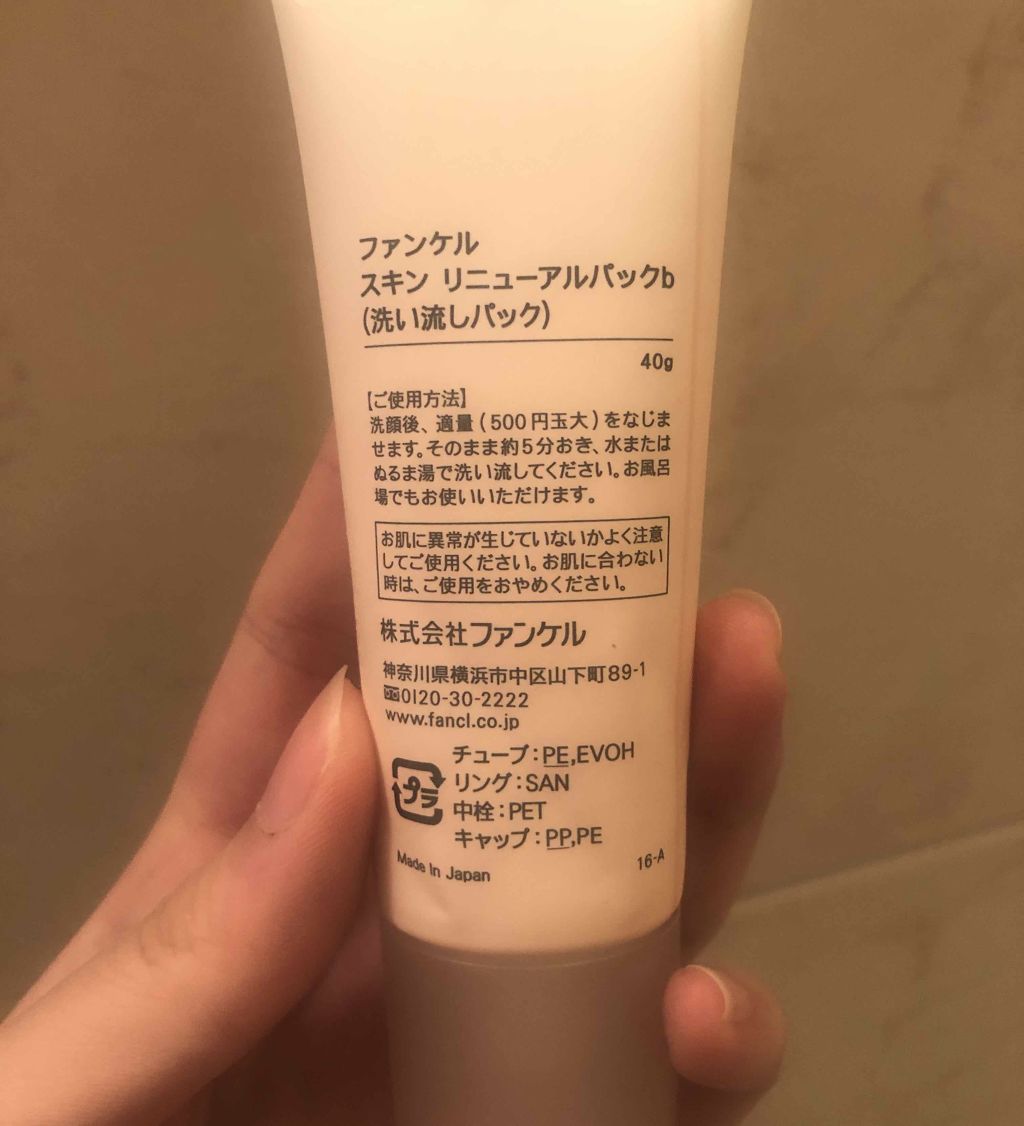 ファンケル
スキン リニューアルパックb
(洗い流しパック)
40g
【ご使用方法】
洗顔後、適量(500円玉大)をなじま
せます。そのまま約5分おき、水または
ぬるま湯で洗い流してください。お風呂
場でもお使いいただけます。
お肌に異常が生じていないかよく注意
してご使用ください。お肌に合わない
時は、ご使用をおやめください。
株式会社ファンケル
神奈川県横浜市中区山下町89-1
0120-30-2222
www.fancl.co.jp
チューブ:PE,EVOH
プラ リング:SAN
中栓:PET
キャップ:PP,PE
Made In Japan
16-A